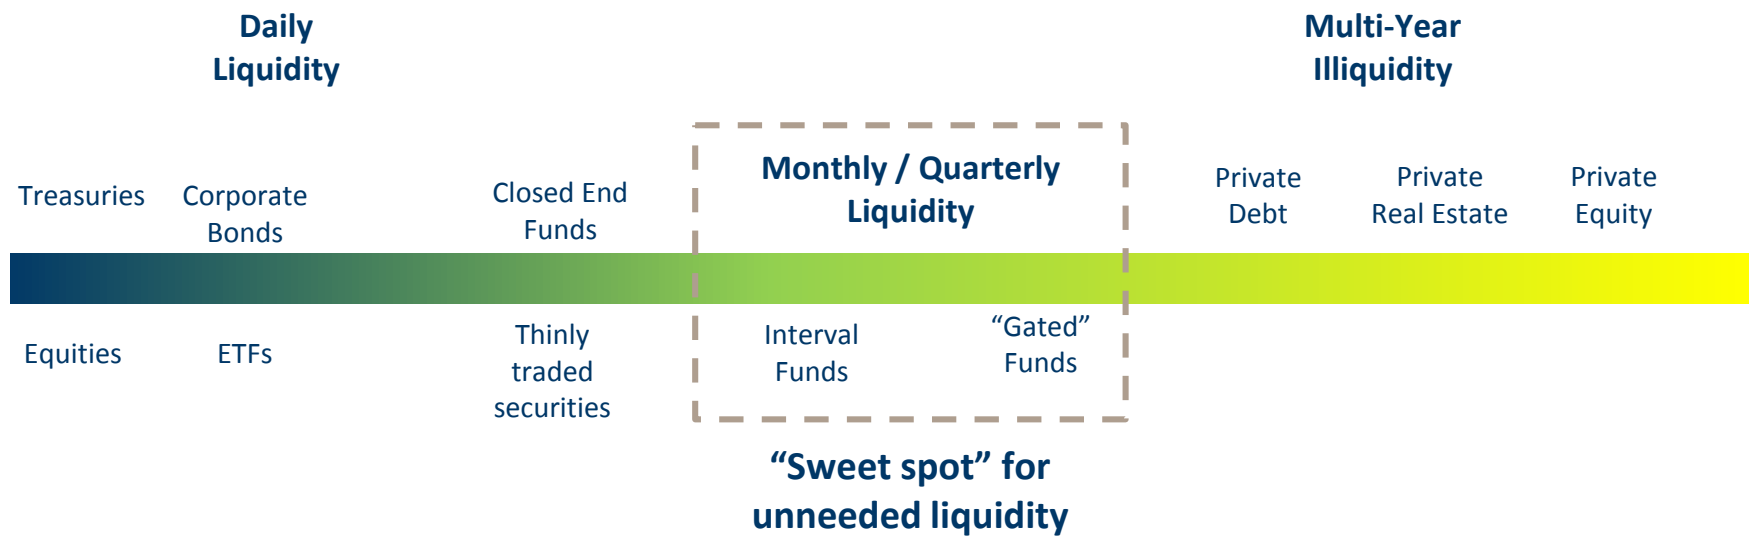 Daily
Liquidity
Multi-Year
Illiquidity
Treasuries
Corporate
Bonds
Closed End
Funds
Monthly / Quarterly
Liquidity
Private
Debt
Private
Real Estate
Private
Equity
Equities
ETFs
Thinly
traded
securities
Interval
Funds
“Gated”
Funds
“Sweet spot” for
unneeded liquidity